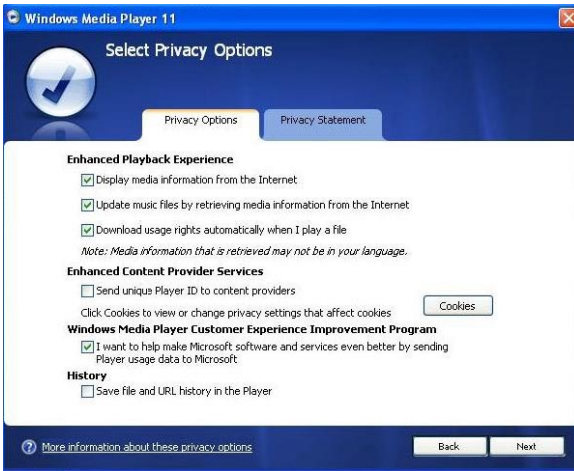 Windows Media Player 11
Select Privacy Options
Privacy Options
Privacy Statement
Enhanced Playback Experience
Display media information from the Internet
Update music files by retrieving media information from the Internet
Download usage rights automatically when I play a file
Note: Media information that is retrieved may not be in your language.
Enhanced Content Provider Services
Send unique Player ID to content providers
Click Cookies to view or change privacy settings that affect cookies
Cookies
Windows Media Player Customer Experience Improvement Program
I want to help make Microsoft software and services even better by sending
Player usage data to Microsoft
History
Save file and URL history in the Player
More information about these privacy options
Back
Next